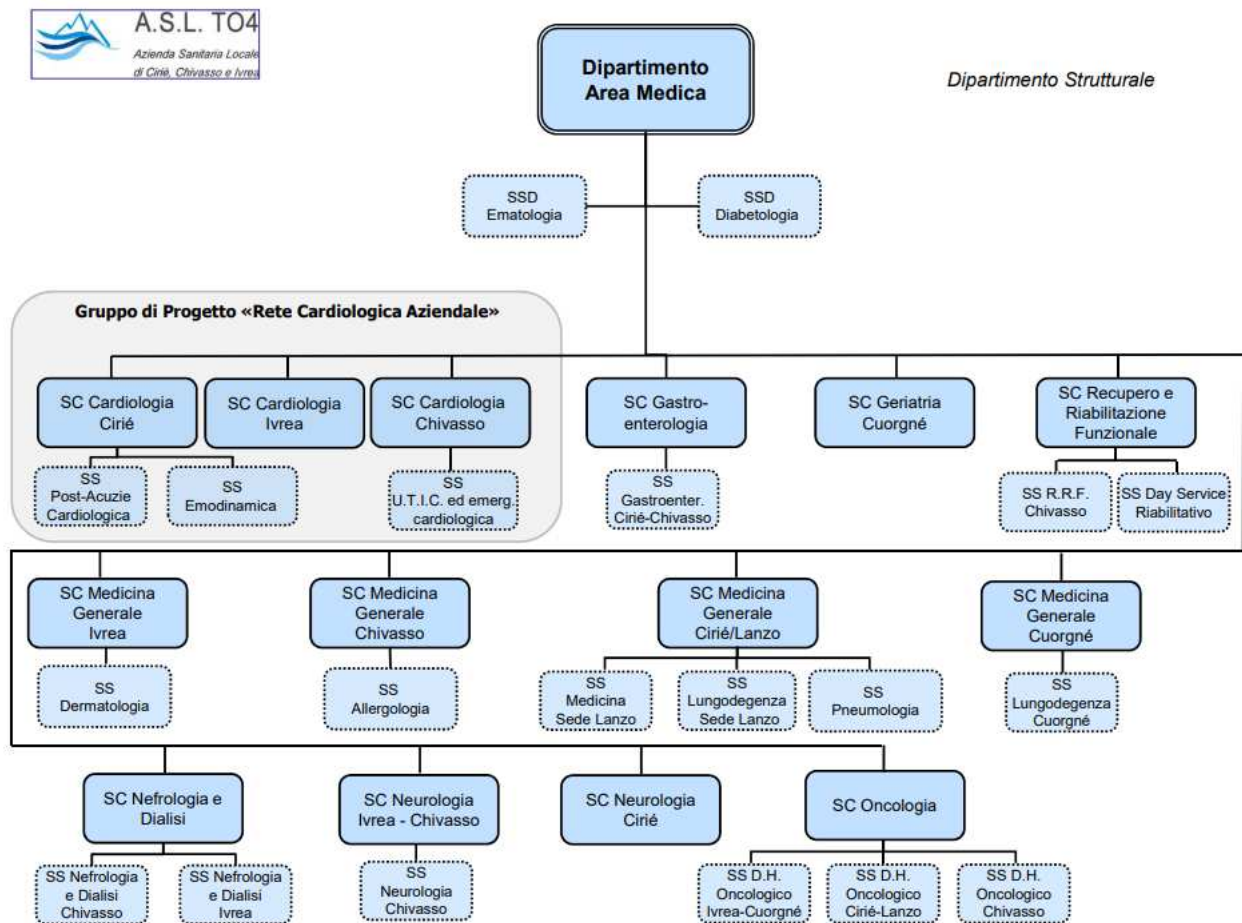 A.S.L. TO4
Azienda Sanitaria Locale
di Cirié, Chivasso e Ivrea
Dipartimento
Area Medica
Dipartimento Strutturale
SSD
Ematologia
SSD
Diabetologia
Gruppo di Progetto «Rete Cardiologica Aziendale»
SC Cardiologia
Cirié
SC Cardiologia
Ivrea
SC Cardiologia
Chivasso
SC Gastro-
enterologia
SC Geriatria
Cuorgné
SC Recupero e
Riabilitazione
Funzionale
SS
Post-Acuzie
Cardiologica
SS
Emodinamica
SS
U.T.I.C. ed emerg.
cardiologica
SS
Gastroenter.
Cirié-Chivasso
SS R.R.F.
Chivasso
SS Day Service
Riabilitativo
SC Medicina
Generale
Ivrea
SC Medicina
Generale
Chivasso
SC Medicina
Generale
Cirié/Lanzo
SC Medicina
Generale
Cuorgné
SS
Dermatologia
SS
Allergologia
SS
Medicina
Sede Lanzo
SS
Lungodegenza
Sede Lanzo
SS
Pneumologia
SS
Lungodegenza
Cuorgné
SC Nefrologia e
Dialisi
SC Neurologia
Ivrea - Chivasso
SC Neurologia
Cirié
SC Oncologia
SS Nefrologia
e Dialisi
Chivasso
SS Nefrologia
e Dialisi
Ivrea
SS
Neurologia
Chivasso
SS D.H.
Oncologico
Ivrea-Cuorgné
SS D.H.
Oncologico
Cirié-Lanzo
SS D.H.
Oncologico
Chivasso